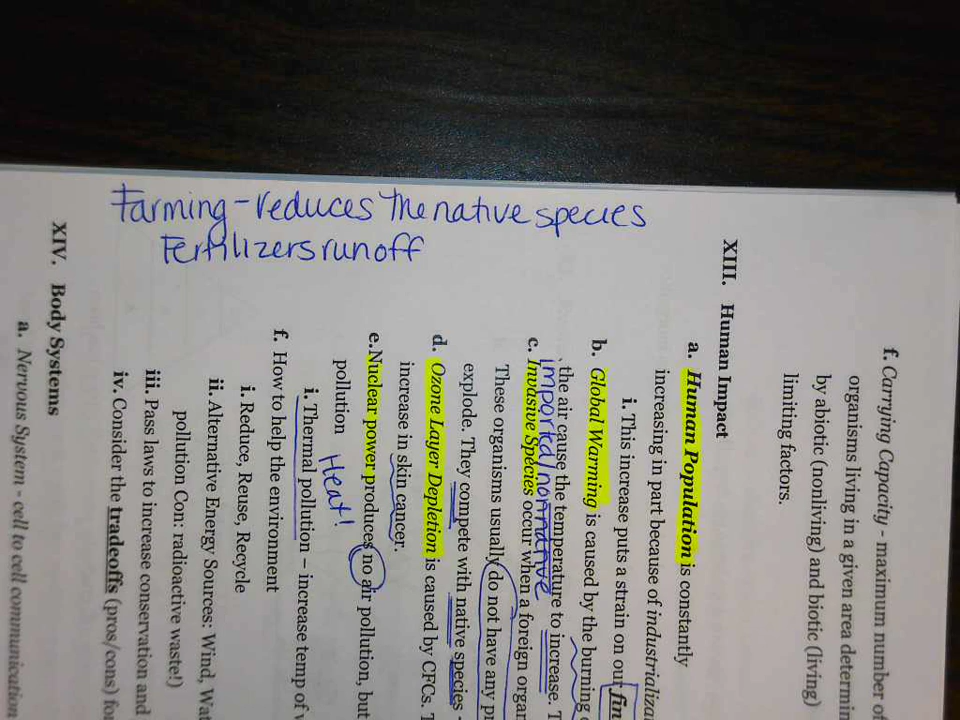 f. Carrying Capacity - maximum number of
organisms living in a given area
by abiotic (nonliving) and biotic (living)
limiting factors.
XIII. Human Impact
a. Human Population is constantly
increasing in part because of
i. This increase puts a strain on our
b. Global Warming is caused by the burning
the air cause the temperature to increase.
imported/nonnative
c. Invasive Species occur when a foreign
These organisms usually do not have any
explode. They compete with native species -
d. Ozone Layer Depletion is caused by CFCs.
increase in skin cancer.
e. Nuclear power produces no air pollution, but
pollution Heat!
i. Thermal pollution – increase temp of
f. How to help the environment
i. Reduce, Reuse, Recycle
ii. Alternative Energy Sources: Wind,
pollution Con: radioactive waste!)
iii. Pass laws to increase conservation and
iv. Consider the tradeoffs (pros/cons)
Farming - reduces the native species
Fertilizers runoff
XIV. Body Systems
a. Nervous System - cell to cell communication